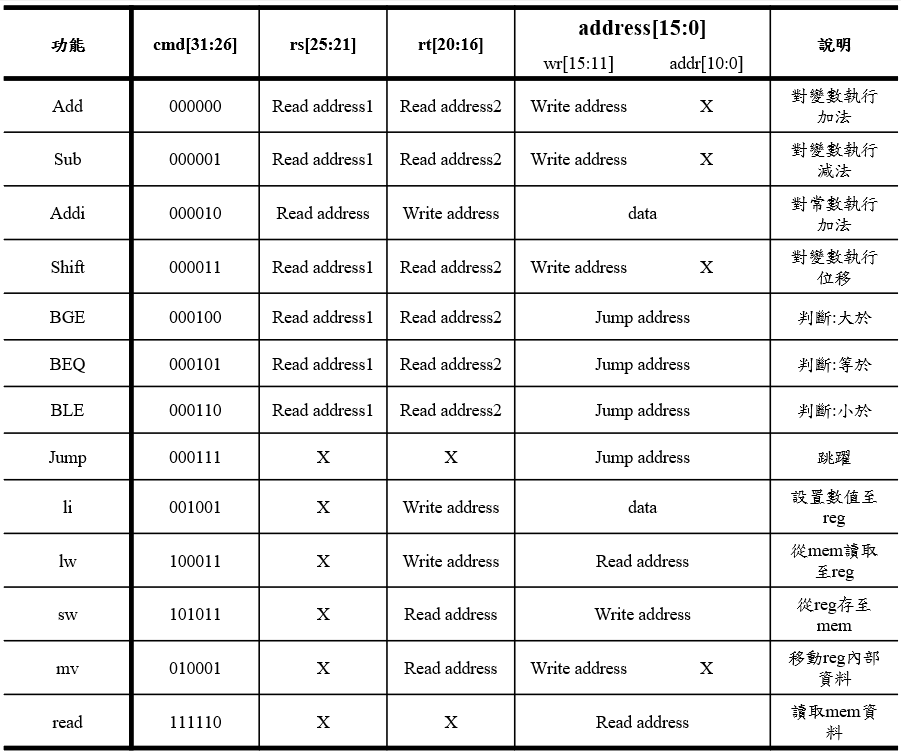 功能 cmd[31:26] rs[25:21] rt[20:16] address[15:0] 說明
wr[15:11] addr[10:0]
Add 000000 Read address1 Read address2 Write address X 對變數執行
加法
Sub 000001 Read address1 Read address2 Write address X 對變數執行
減法
Addi 000010 Read address Write address data 對常數執行
加法
Shift 000011 Read address1 Read address2 Write address X 對變數執行
位移
BGE 000100 Read address1 Read address2 Jump address 判斷:大於
BEQ 000101 Read address1 Read address2 Jump address 判斷:等於
BLE 000110 Read address1 Read address2 Jump address 判斷:小於
Jump 000111 X X Jump address 跳躍
li 001001 X Write address data 設置數值至
reg
lw 100011 X Write address Read address 從mem讀取
至reg
sw 101011 X Read address Write address 從reg存至
mem
mv 010001 X Read address Write address X 移動reg內部
資料
read 111110 X X Read address 讀取mem資
料